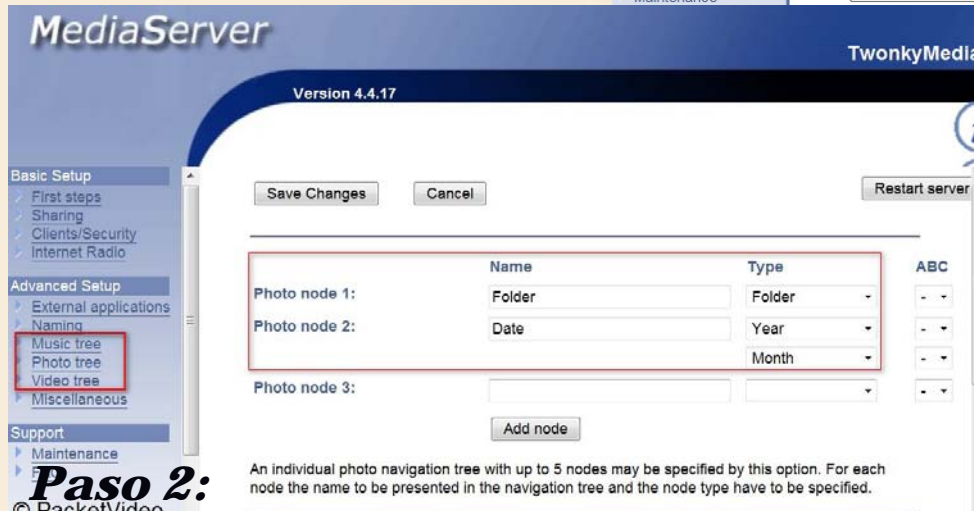 Maintenance
MediaServer
TwonkyMedia
Version 4.4.17
Basic Setup
First steps
Sharing
Clients/Security
Internet Radio
Advanced Setup
External applications
Naming
Music tree
Photo tree
Video tree
Miscellaneous
Support
Maintenance
Paso 2:
© PacketVideo
Save Changes Cancel Restart server
Name Type ABC
Photo node 1: Folder Folder -
Photo node 2: Date Year -
Month -
Photo node 3: -
Add node
An individual photo navigation tree with up to 5 nodes may be specified by this option. For each
node the name to be presented in the navigation tree and the node type have to be specified.